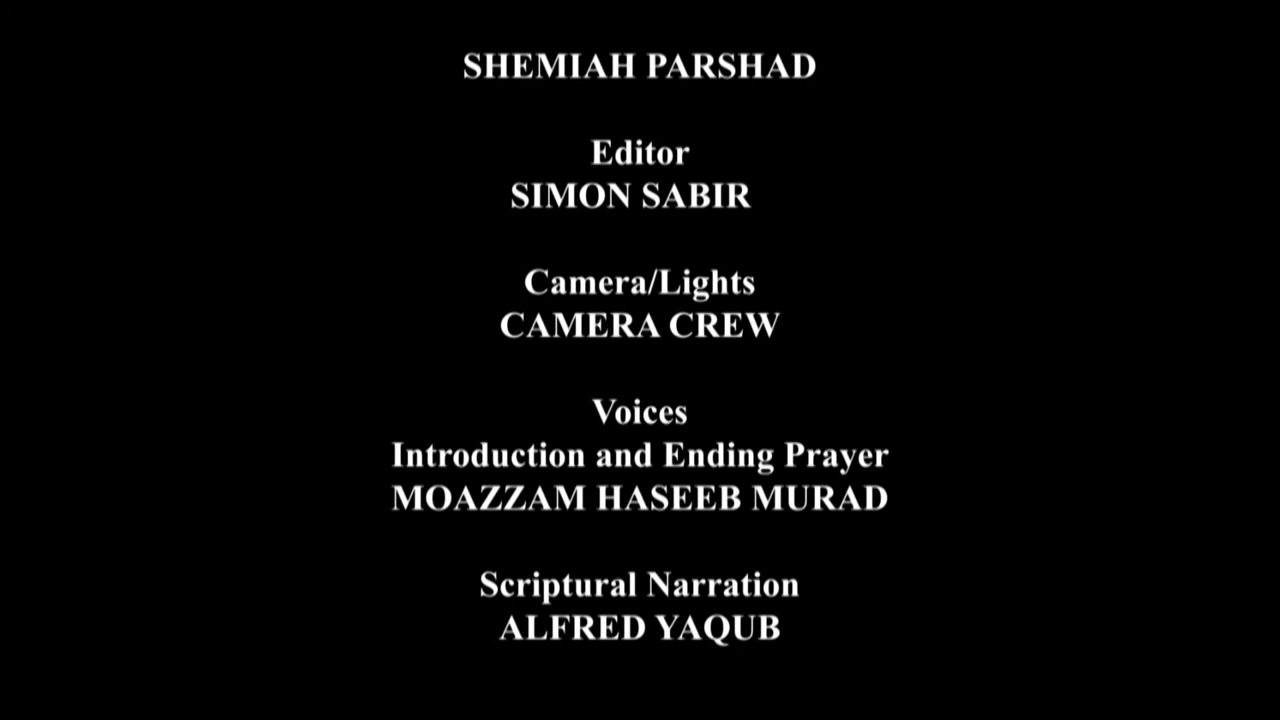 SHEMIAH PARSHAD
Editor
SIMON SABIR
Camera/Lights
CAMERA CREW
Voices
Introduction and Ending Prayer
MOAZZAM HASEEB MURAD
Scriptural Narration
ALFRED YAQUB